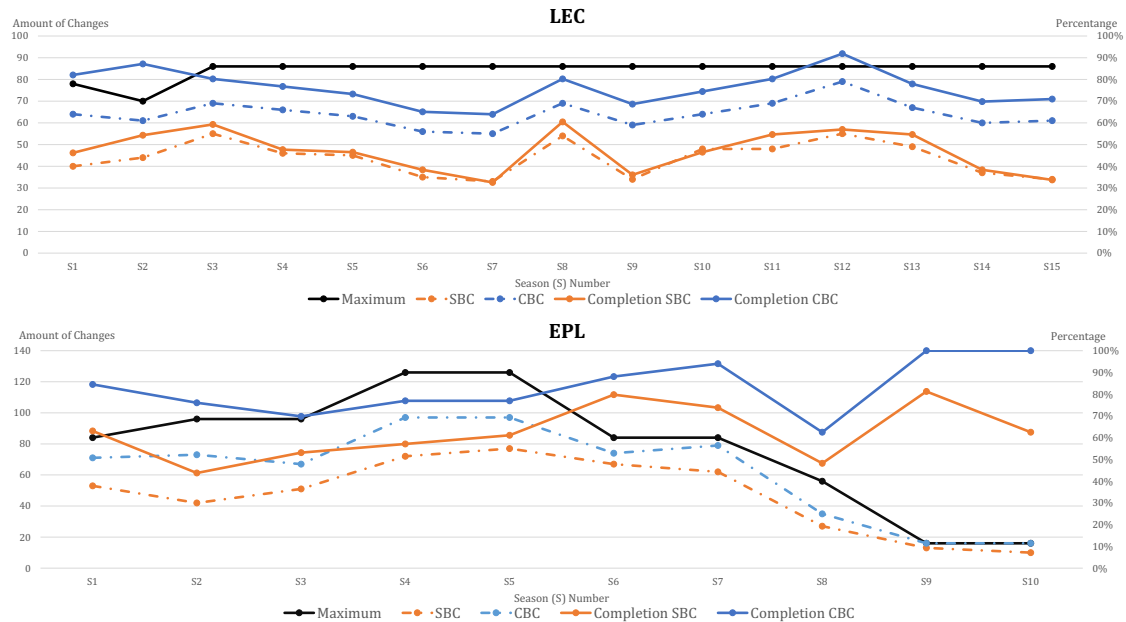 LEC
Amount of Changes Percentange
100 100%
90 90%
80 80%
70 70%
60 60%
50 50%
40 40%
30 30%
20 20%
10 10%
0 0%
S1 S2 S3 S4 S5 S6 S7 S8 S9 S10 S11 S12 S13 S14 S15
Season (S) Number
Maximum SBC CBC Completion SBC Completion CBC
EPL
Amount of Changes Percentage
140 100%
90%
120 80%
100 70%
80 60%
50%
60 40%
40 30%
20%
20 10%
0 0%
S1 S2 S3 S4 S5 S6 S7 S8 S9 S10
Season (S) Number
Maximum SBC CBC Completion SBC Completion CBC